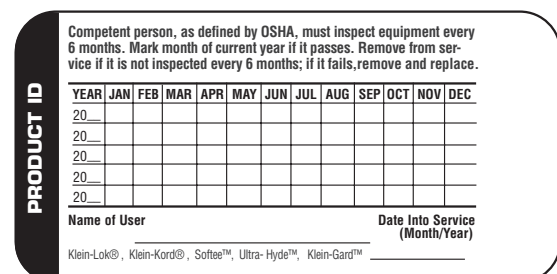 Competent person, as defined by OSHA, must inspect equipment every
6 months. Mark month of current year if it passes. Remove from ser-
vice if it is not inspected every 6 months; if it fails,remove and replace.
PRODUCT ID
YEAR JAN FEB MAR APR MAY JUN JUL AUG SEP OCT NOV DEC
20__
20__
20__
20__
20__
Name of User Date Into Service
(Month/Year)
Klein-Lok® , Klein-Kord® , Softee™, Ultra- Hyde™, Klein-Gard™